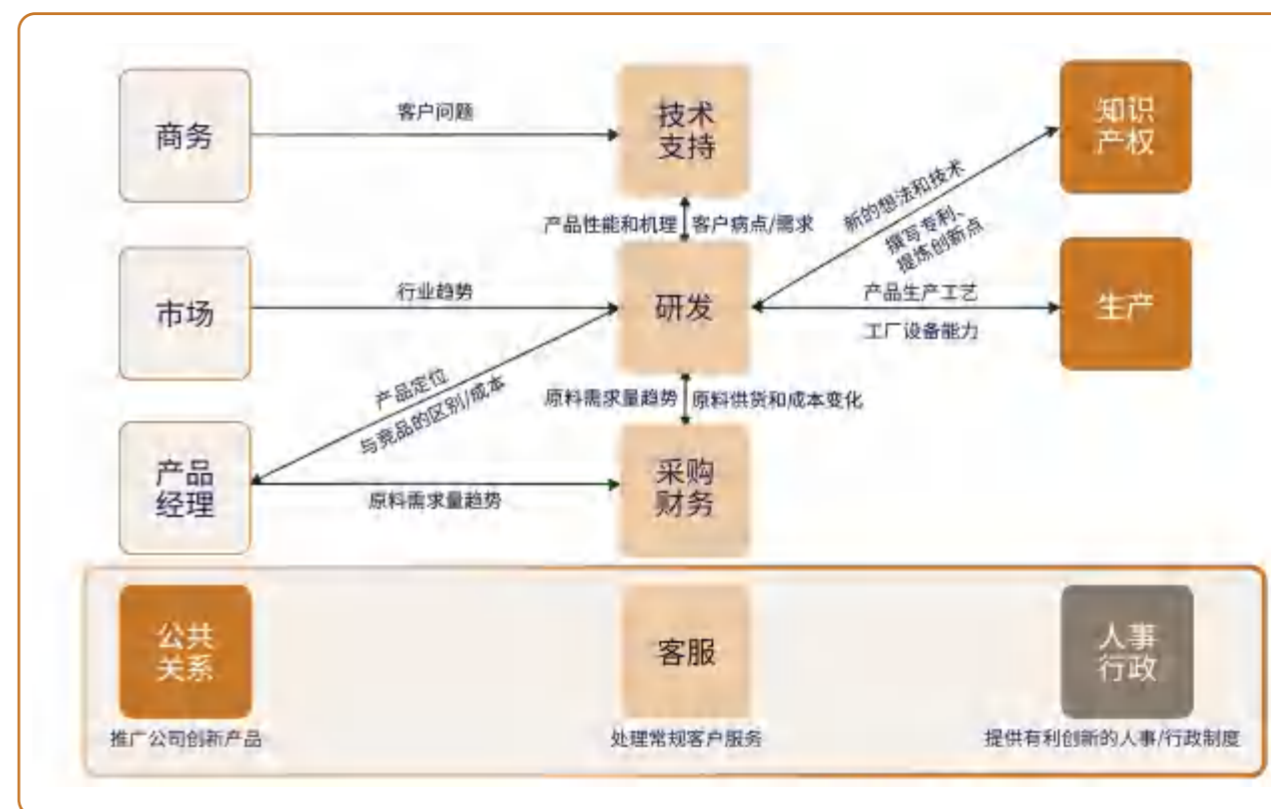 商务
客户问题
技术
支持
知识
产权
新的想法和技术
撰写专利、
提炼创新点
产品性能和机理
客户病点/需求
市场
行业趋势
研发
产品生产工艺
工厂设备能力
生产
产品定位
与竞品的区别/成本
原料需求量趋势
原料供货和成本变化
产品
经理
原料需求量趋势
采购
财务
公共
关系
推广公司创新产品
客服
处理常规客户服务
人事
行政
提供有利创新的人事/行政制度